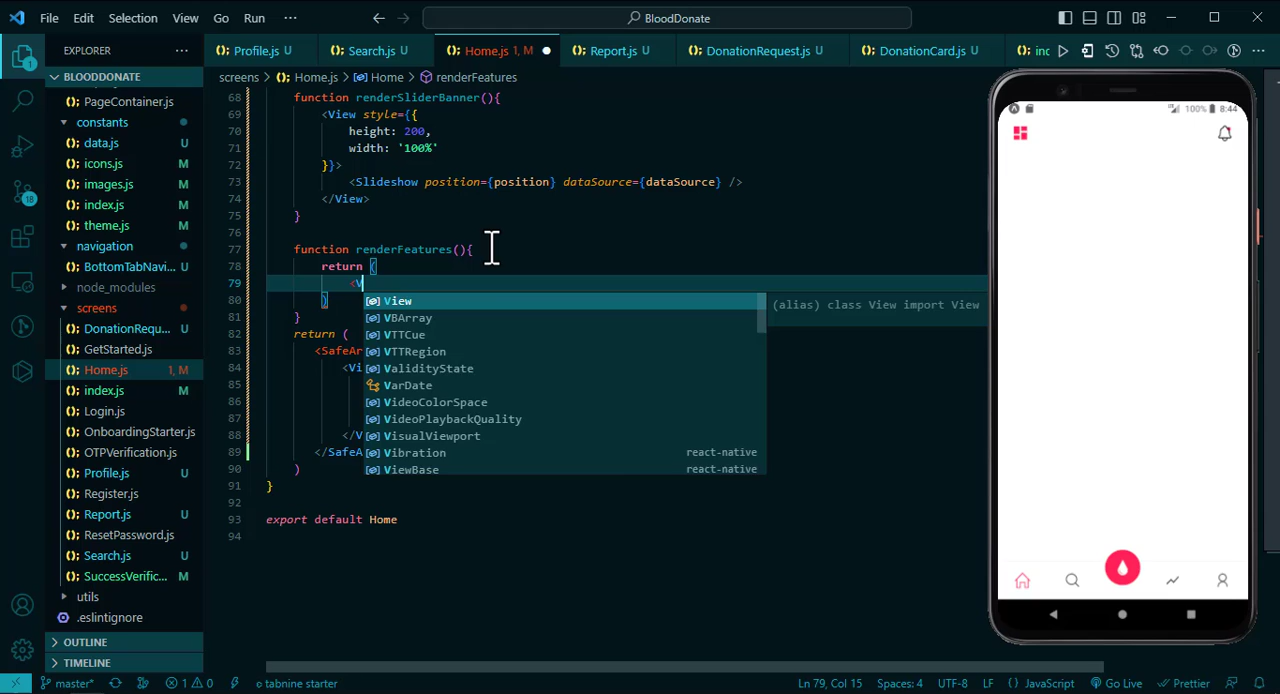 File Edit Selection View Go Run ··· BloodDonate
EXPLORER ···
Profile.js U Search.js U Home.js 1, M Report.js U DonationRequest.js U DonationCard.js U
BLOODDONATE
screens > Home.js > Home > renderFeatures
PageContainer.js
constants
data.js U
icons.js M
images.js M
index.js M
theme.js M
navigation
BottomTabNavi... U
node_modules
screens
DonationRequ... U
GetStarted.js
Home.js 1, M
index.js M
Login.js
OnboardingStarter.js
OTPVerification.js
Profile.js U
Register.js
Report.js U
ResetPassword.js
Search.js U
SuccessVerific... M
utils
.eslintignore
OUTLINE
TIMELINE
68 function renderSliderBanner(){
69 <View style={{
70 height: 200,
71 width: '100%'
72 }}>
73 <Slideshow position={position} dataSource={dataSource} />
74 </View>
75 }
76
77 function renderFeatures(){
78 return (
79 <V
80 )
81 }
82 return (
83 <SafeAr
84 <Vi
85
86
87
88 </V
89 </SafeA
90 )
91 }
92
93 export default Home
94
View
VBArray
VTTCue
VTTRegion
ValidityState
VarDate
VideoColorSpace
VideoPlaybackQuality
VisualViewport
Vibration react-native
ViewBase react-native
(alias) class View import View
100% 8:44
master* 1 0 tabnine starter Ln 79, Col 15 Spaces: 4 UTF-8 LF JavaScript Go Live Prettier